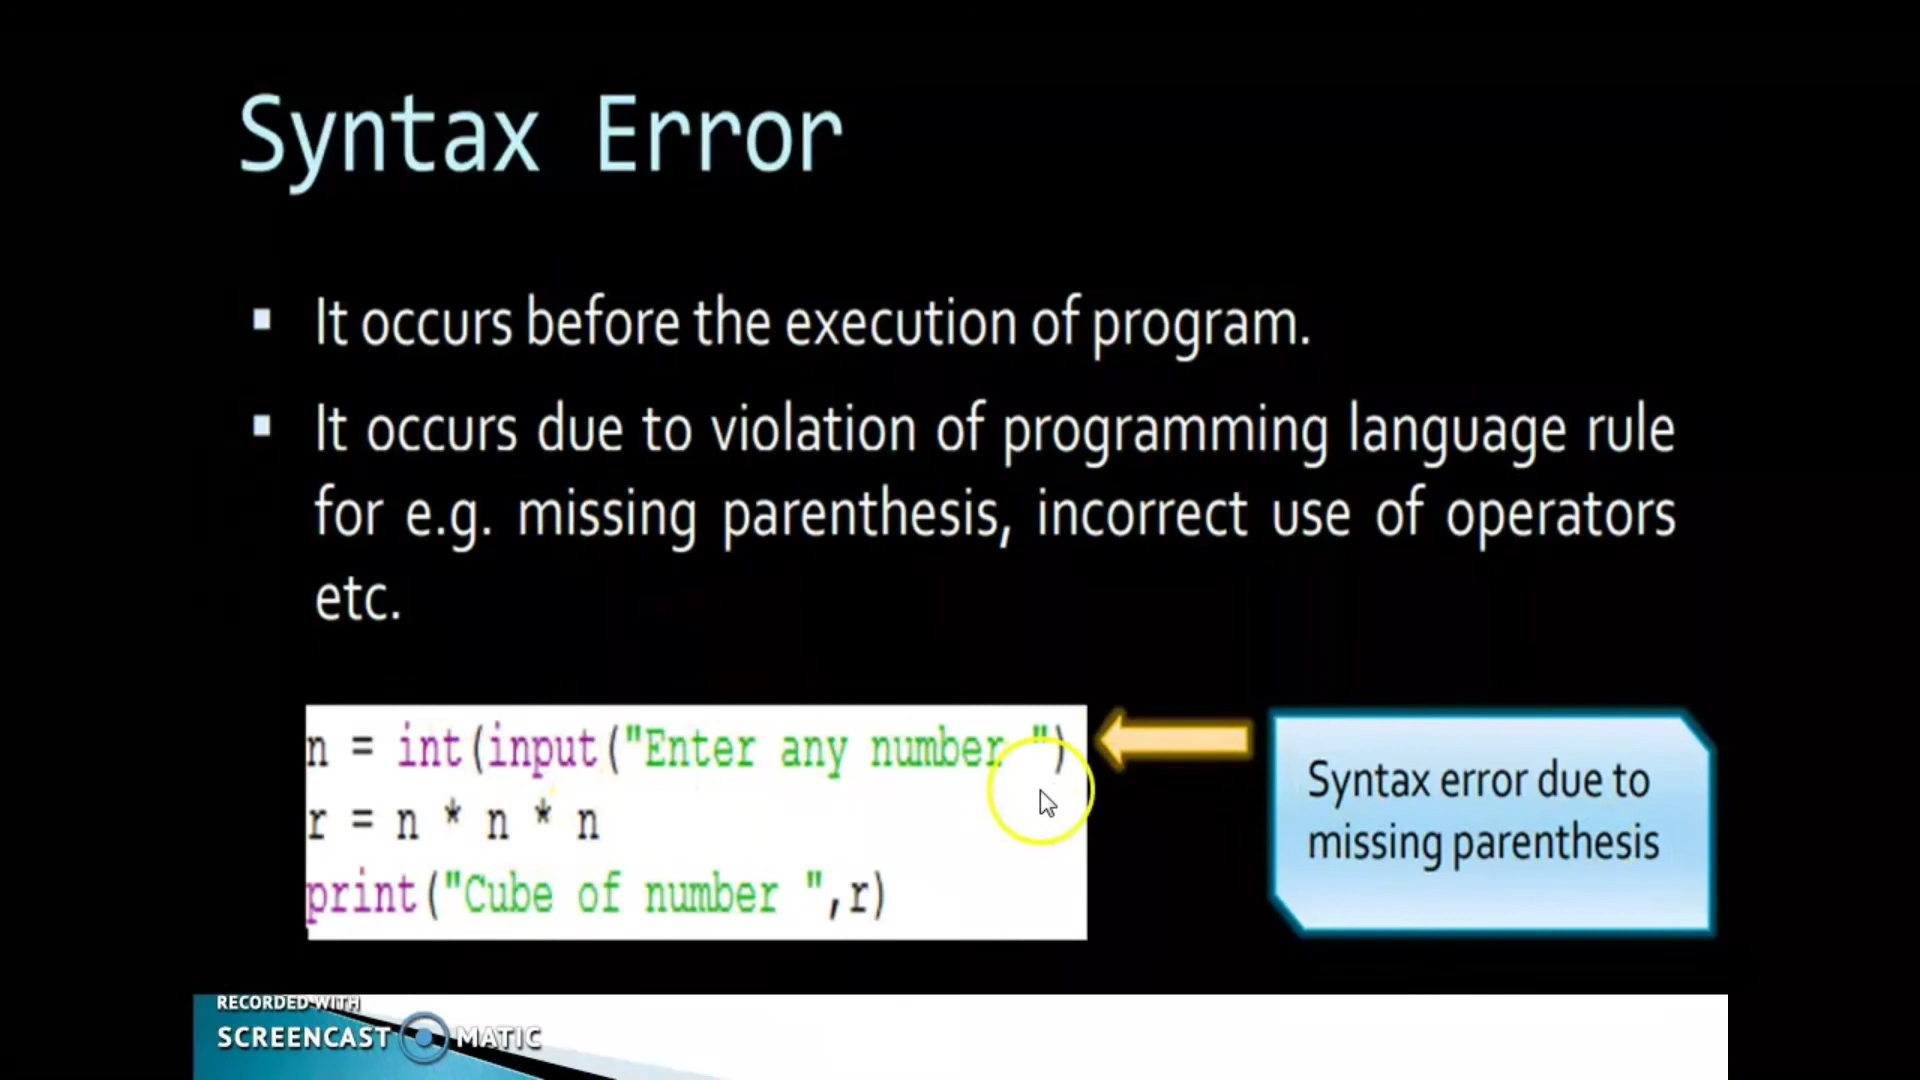 Syntax Error
▪ It occurs before the execution of program.
▪ It occurs due to violation of programming language rule
for e.g. missing parenthesis, incorrect use of operators
etc.
n = int(input("Enter any number ")
r = n * n * n
print("Cube of number ",r)
Syntax error due to
missing parenthesis
RECORDED WITH
SCREENCAST MATIC